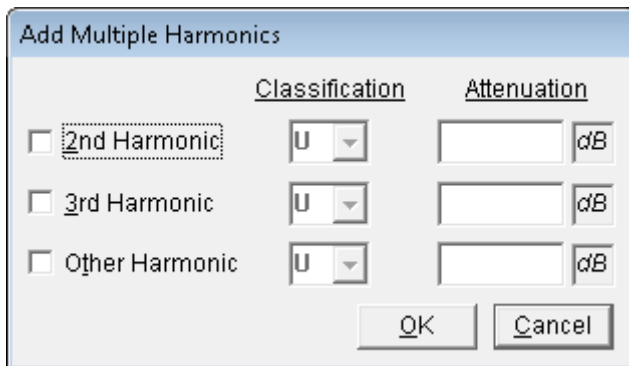 Add Multiple Harmonics
Classification Attenuation
2nd Harmonic U dB
3rd Harmonic U dB
Other Harmonic U dB
OK Cancel